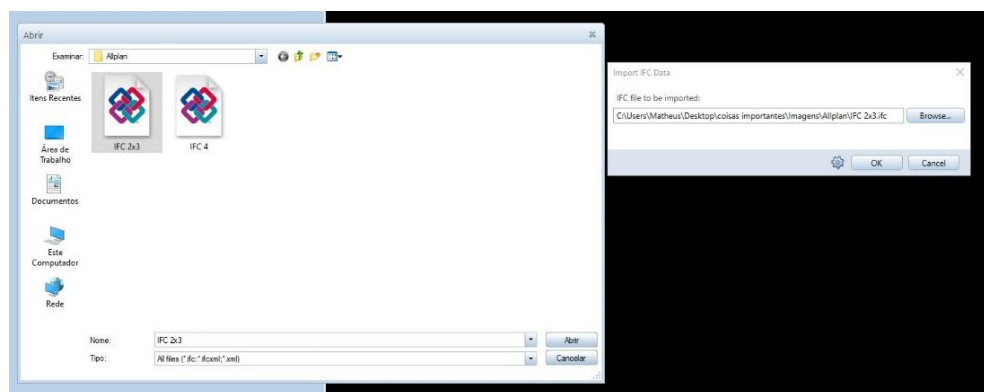 Abrir
Examinar:
Allplan
Itens Recentes
Área de
Trabalho
Documentos
Este
Computador
Rede
IFC 2x3
IFC 4
Nome:
IFC 2x3
Abrir
Tipo:
All files (*.ifc;*.ifcxml;*.xml)
Cancelar
Import IFC Data
IFC file to be imported:
C:\Users\Matheus\Desktop\coisas importantes\Imagens\Allplan\IFC 2x3.ifc
Browse...
OK
Cancel